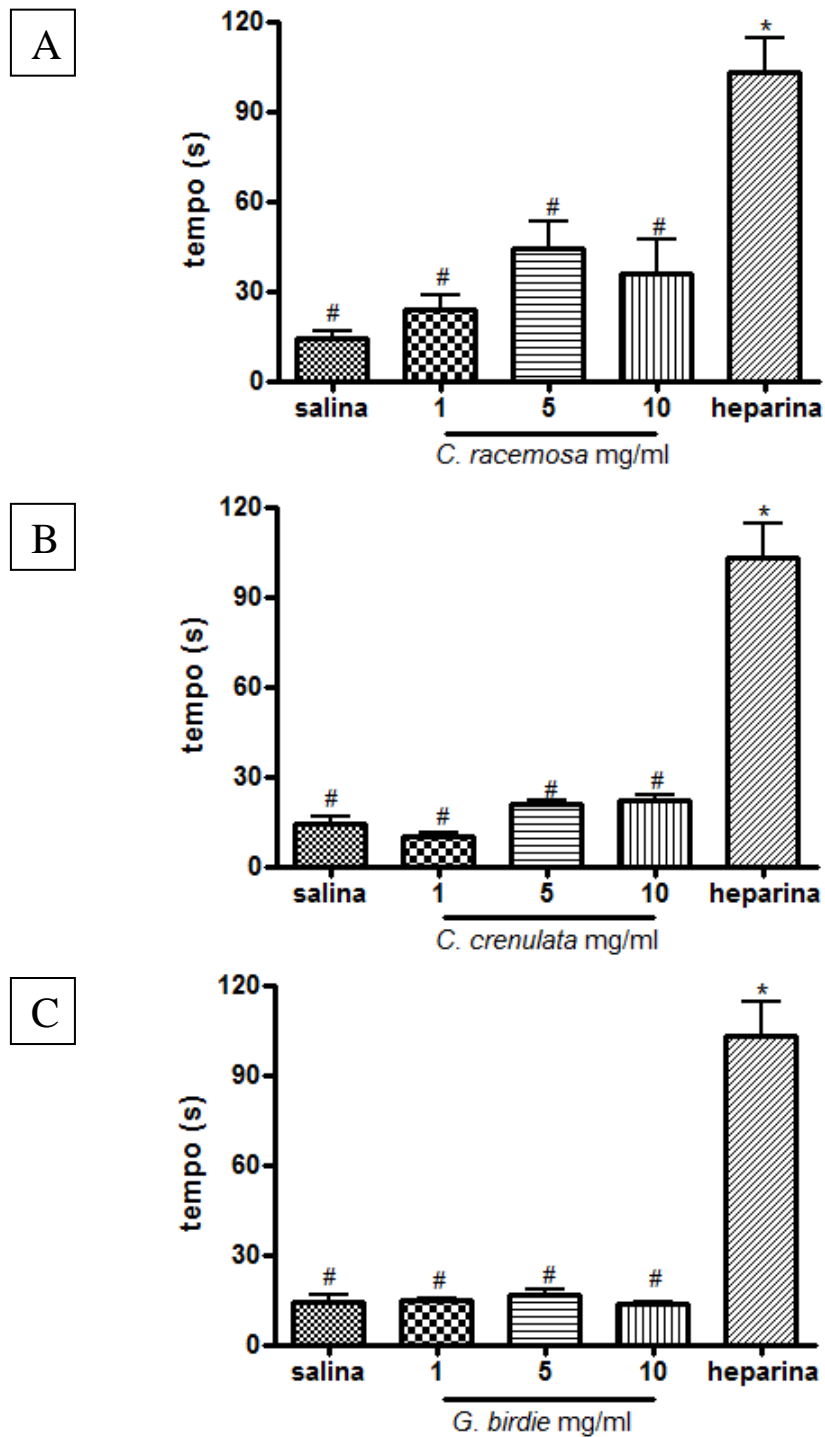 A
120
90
60
30
0
tempo (s)
# # # # *
salina 1 5 10 heparina
C. racemosa mg/ml
B
120
90
60
30
0
tempo (s)
# # # # *
salina 1 5 10 heparina
C. crenulata mg/ml
C
120
90
60
30
0
tempo (s)
# # # # *
salina 1 5 10 heparina
G. birdie mg/ml